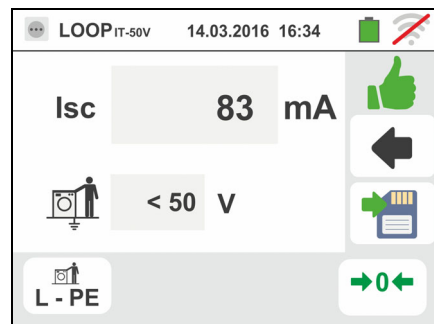 LOOP IT-50V 14.03.2016 16:34
Isc 83 mA
< 50 V
L - PE
→0←